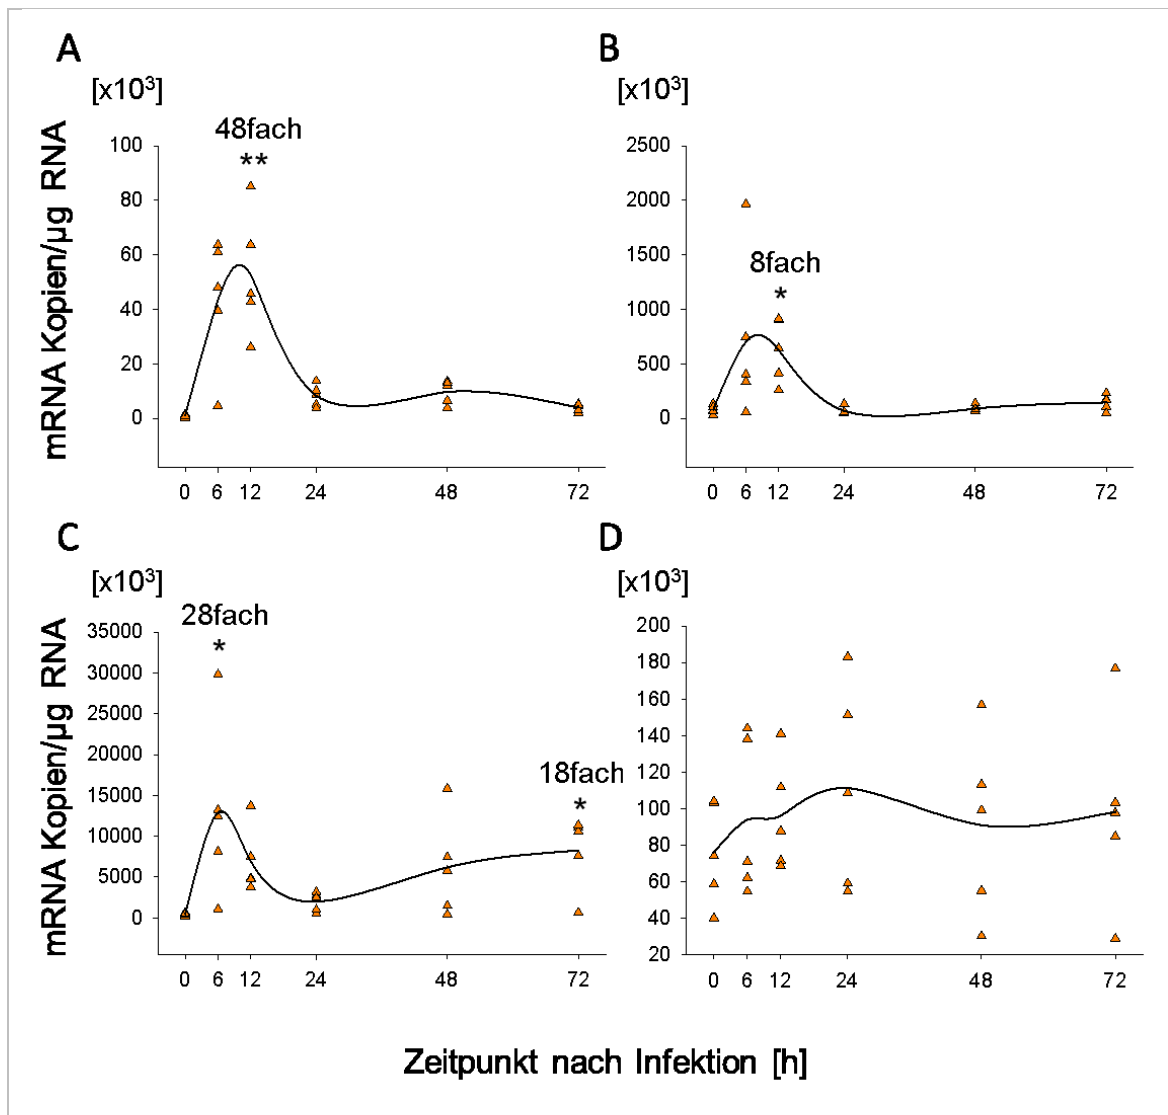 A
[x10³]
mRNA Kopien/µg RNA
48fach
**
100
80
60
40
20
0
0 6 12 24 48 72
B
[x10³]
8fach
*
2500
2000
1500
1000
500
0
0 6 12 24 48 72
C
[x10³]
mRNA Kopien/µg RNA
28fach
*
18fach
*
35000
30000
25000
20000
15000
10000
5000
0
0 6 12 24 48 72
D
[x10³]
200
180
160
140
120
100
80
60
40
20
0 6 12 24 48 72
Zeitpunkt nach Infektion [h]